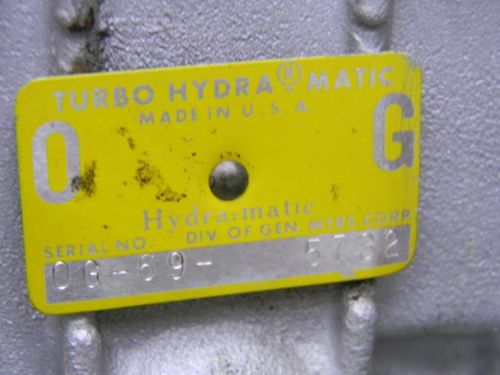 TURBO HYDRA® MATIC
MADE IN U.S.A.
O G
Hydra-matic
SERIAL NO. DIV. OF GEN. MTRS. CORP.
OG-69- 5732